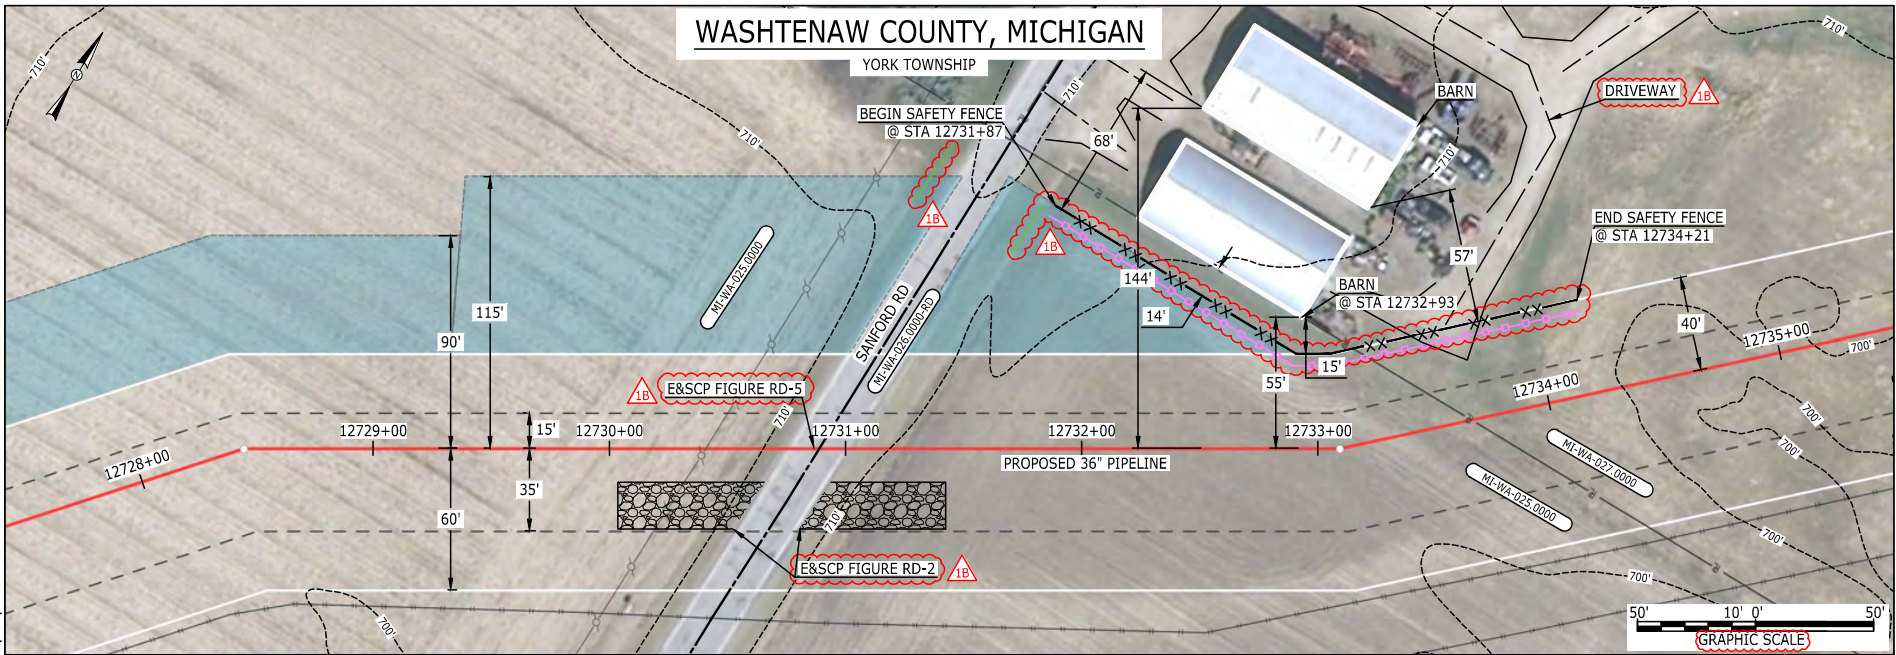 WASHTENAW COUNTY, MICHIGAN
YORK TOWNSHIP
N
710'
710'
710'
710'
BEGIN SAFETY FENCE
@ STA 12731+87
68'
BARN
DRIVEWAY
1B
710'
1B
1B
END SAFETY FENCE
@ STA 12734+21
MI-WA-025.0000
57'
144'
BARN
@ STA 12732+93
115'
14'
SANFORD RD
MI-WA-026.0000-RD
90'
40'
12735+00
700'
15'
55'
E&SCP FIGURE RD-5
1B
12734+00
710'
700'
15'
12729+00
12730+00
12731+00
12732+00
12733+00
12728+00
PROPOSED 36" PIPELINE
700'
MI-WA-027.0000
MI-WA-025.0000
35'
60'
710'
700'
E&SCP FIGURE RD-2
1B
700'
700'
50' 10' 0' 50'
GRAPHIC SCALE